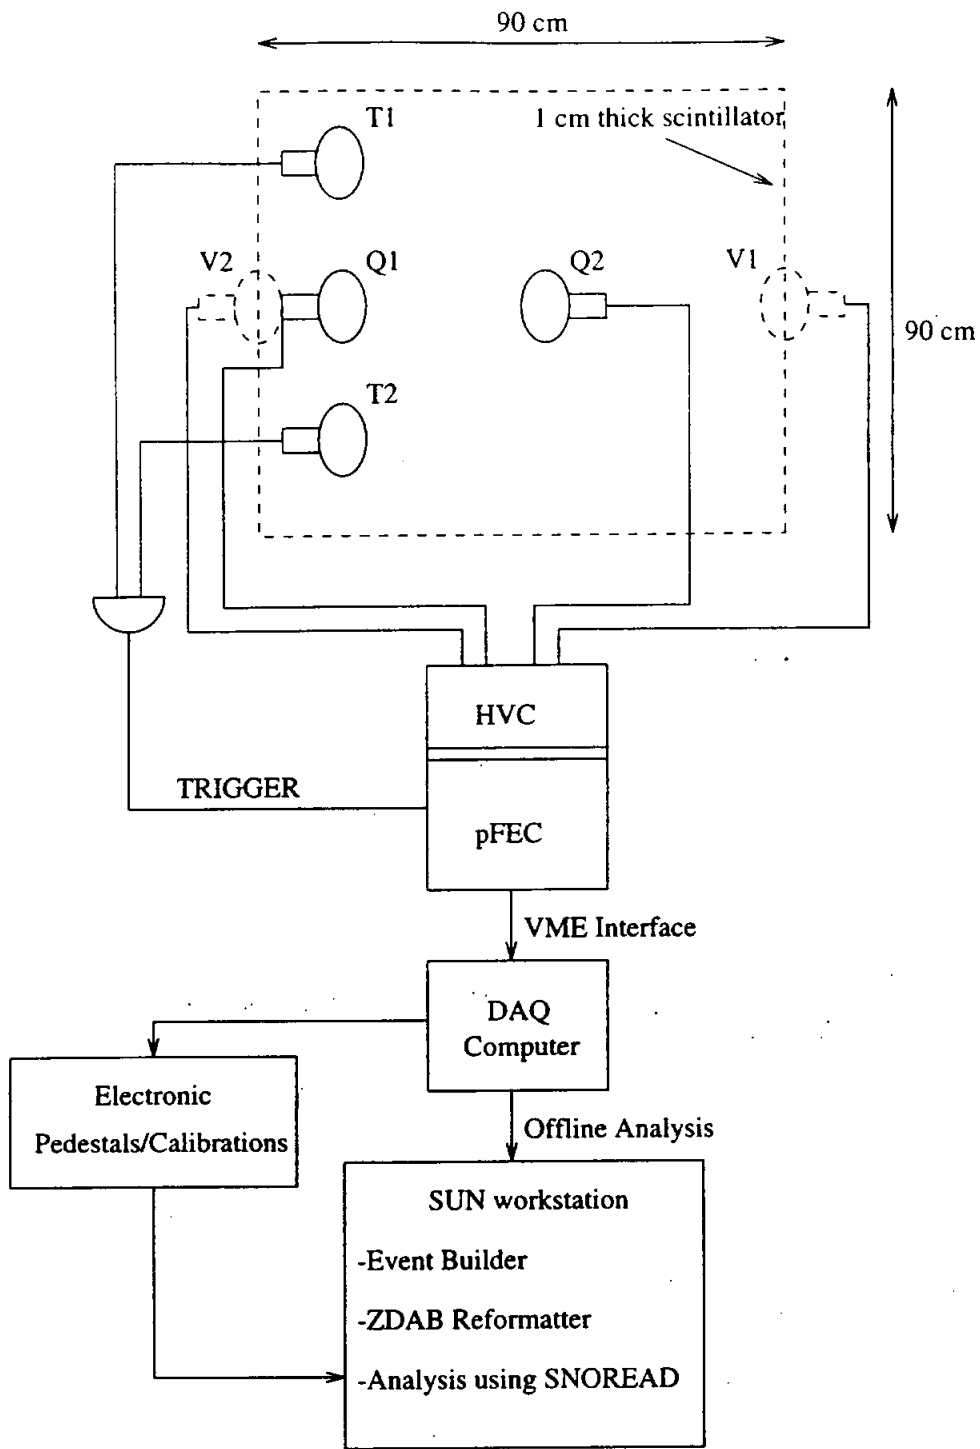 90 cm
T1
1 cm thick scintillator
V2
Q1
Q2
V1
90 cm
T2
HVC
TRIGGER
pFEC
VME Interface
DAQ
Computer
Electronic
Pedestals/Calibrations
Offline Analysis
SUN workstation
-Event Builder
-ZDAB Reformatter
-Analysis using SNOREAD